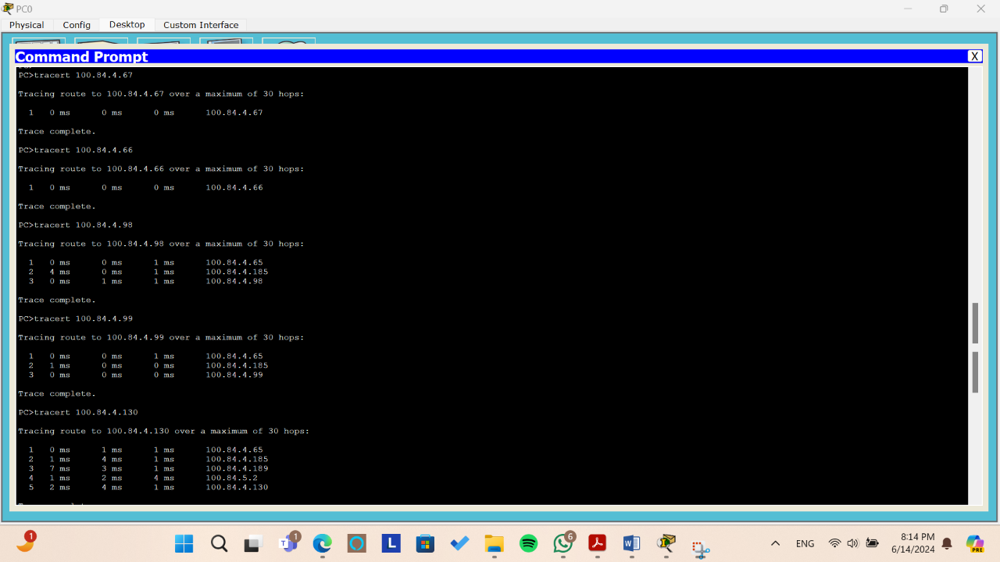 PC0
Physical Config Desktop Custom Interface
Command Prompt
X
PC>tracert 100.84.4.67
Tracing route to 100.84.4.67 over a maximum of 30 hops:
1 0 ms 0 ms 0 ms 100.84.4.67
Trace complete.
PC>tracert 100.84.4.66
Tracing route to 100.84.4.66 over a maximum of 30 hops:
1 0 ms 0 ms 0 ms 100.84.4.66
Trace complete.
PC>tracert 100.84.4.98
Tracing route to 100.84.4.98 over a maximum of 30 hops:
1 0 ms 0 ms 1 ms 100.84.4.65
2 4 ms 0 ms 1 ms 100.84.4.185
3 0 ms 1 ms 1 ms 100.84.4.98
Trace complete.
PC>tracert 100.84.4.99
Tracing route to 100.84.4.99 over a maximum of 30 hops:
1 0 ms 0 ms 1 ms 100.84.4.65
2 1 ms 0 ms 0 ms 100.84.4.185
3 0 ms 0 ms 0 ms 100.84.4.99
Trace complete.
PC>tracert 100.84.4.130
Tracing route to 100.84.4.130 over a maximum of 30 hops:
1 0 ms 1 ms 1 ms 100.84.4.65
2 1 ms 4 ms 1 ms 100.84.4.185
3 7 ms 3 ms 1 ms 100.84.4.189
4 1 ms 2 ms 4 ms 100.84.5.2
5 2 ms 4 ms 1 ms 100.84.4.130
1
T 1
L
6
W
ENG
8:14 PM
6/14/2024
PRE